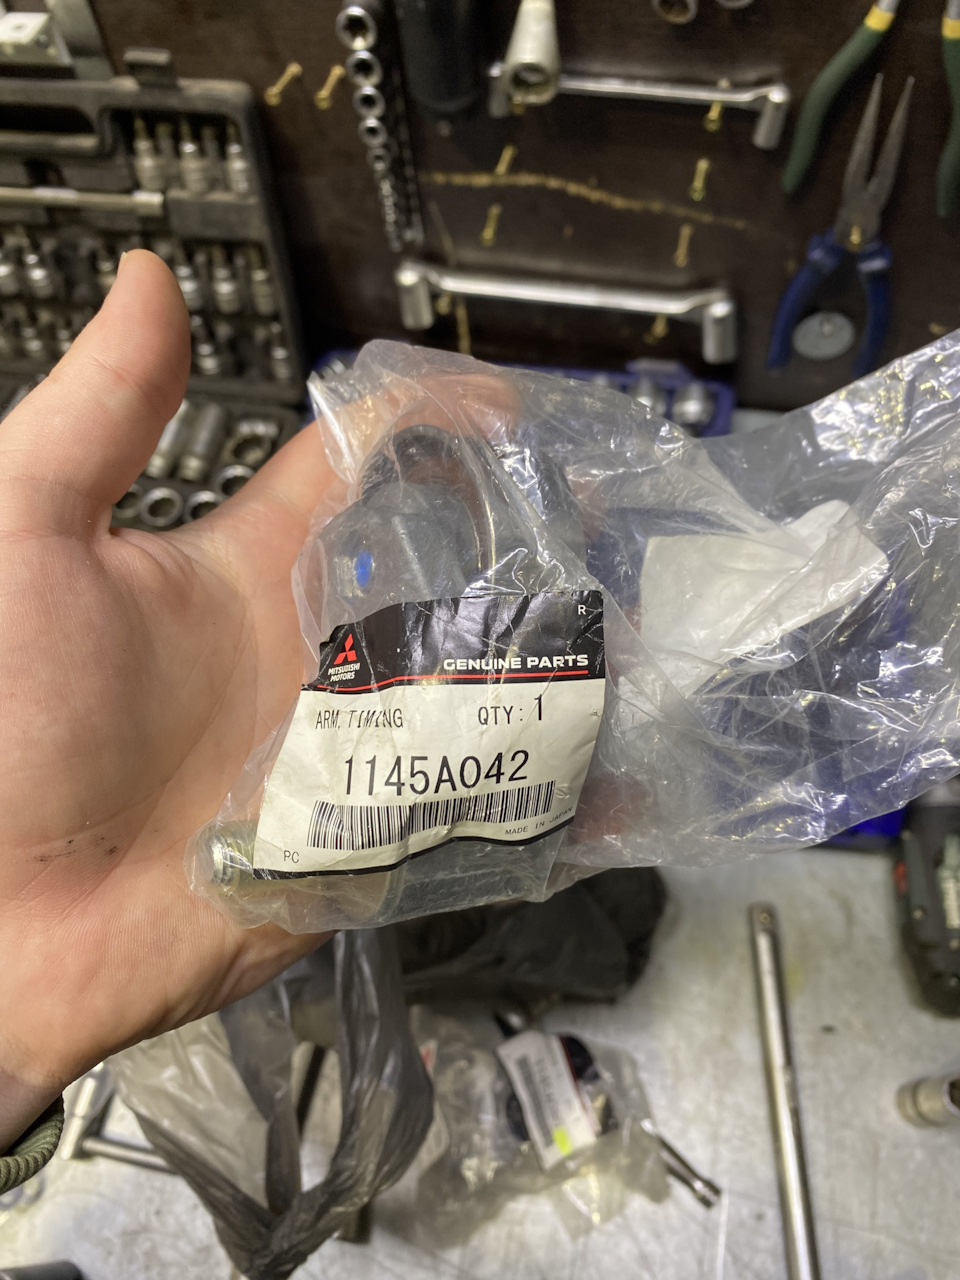 R
MITSUBISHI
MOTORS
GENUINE PARTS
ARM, TIMING QTY: 1
1145A042
MADE IN JAPAN
PC